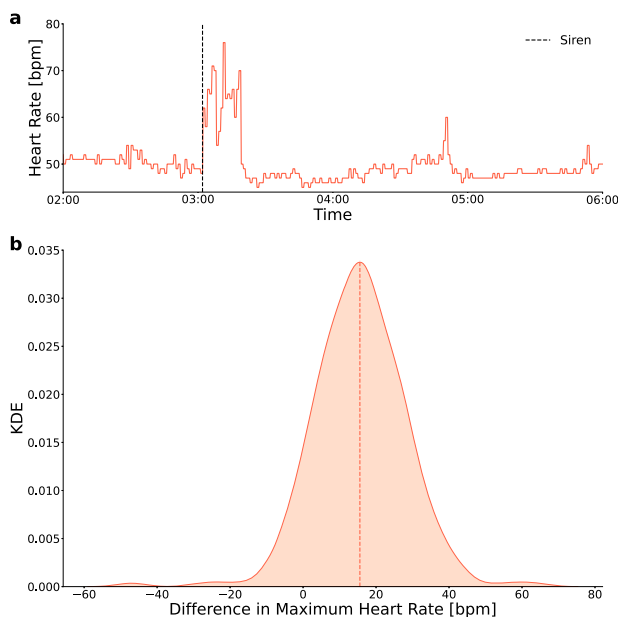 a
80
70
60
50
Heart Rate [bpm]
Siren
02:00 03:00 04:00 05:00 06:00
Time
b
0.035
0.030
0.025
0.020
0.015
0.010
0.005
0.000
KDE
−60 −40 −20 0 20 40 60 80
Difference in Maximum Heart Rate [bpm]